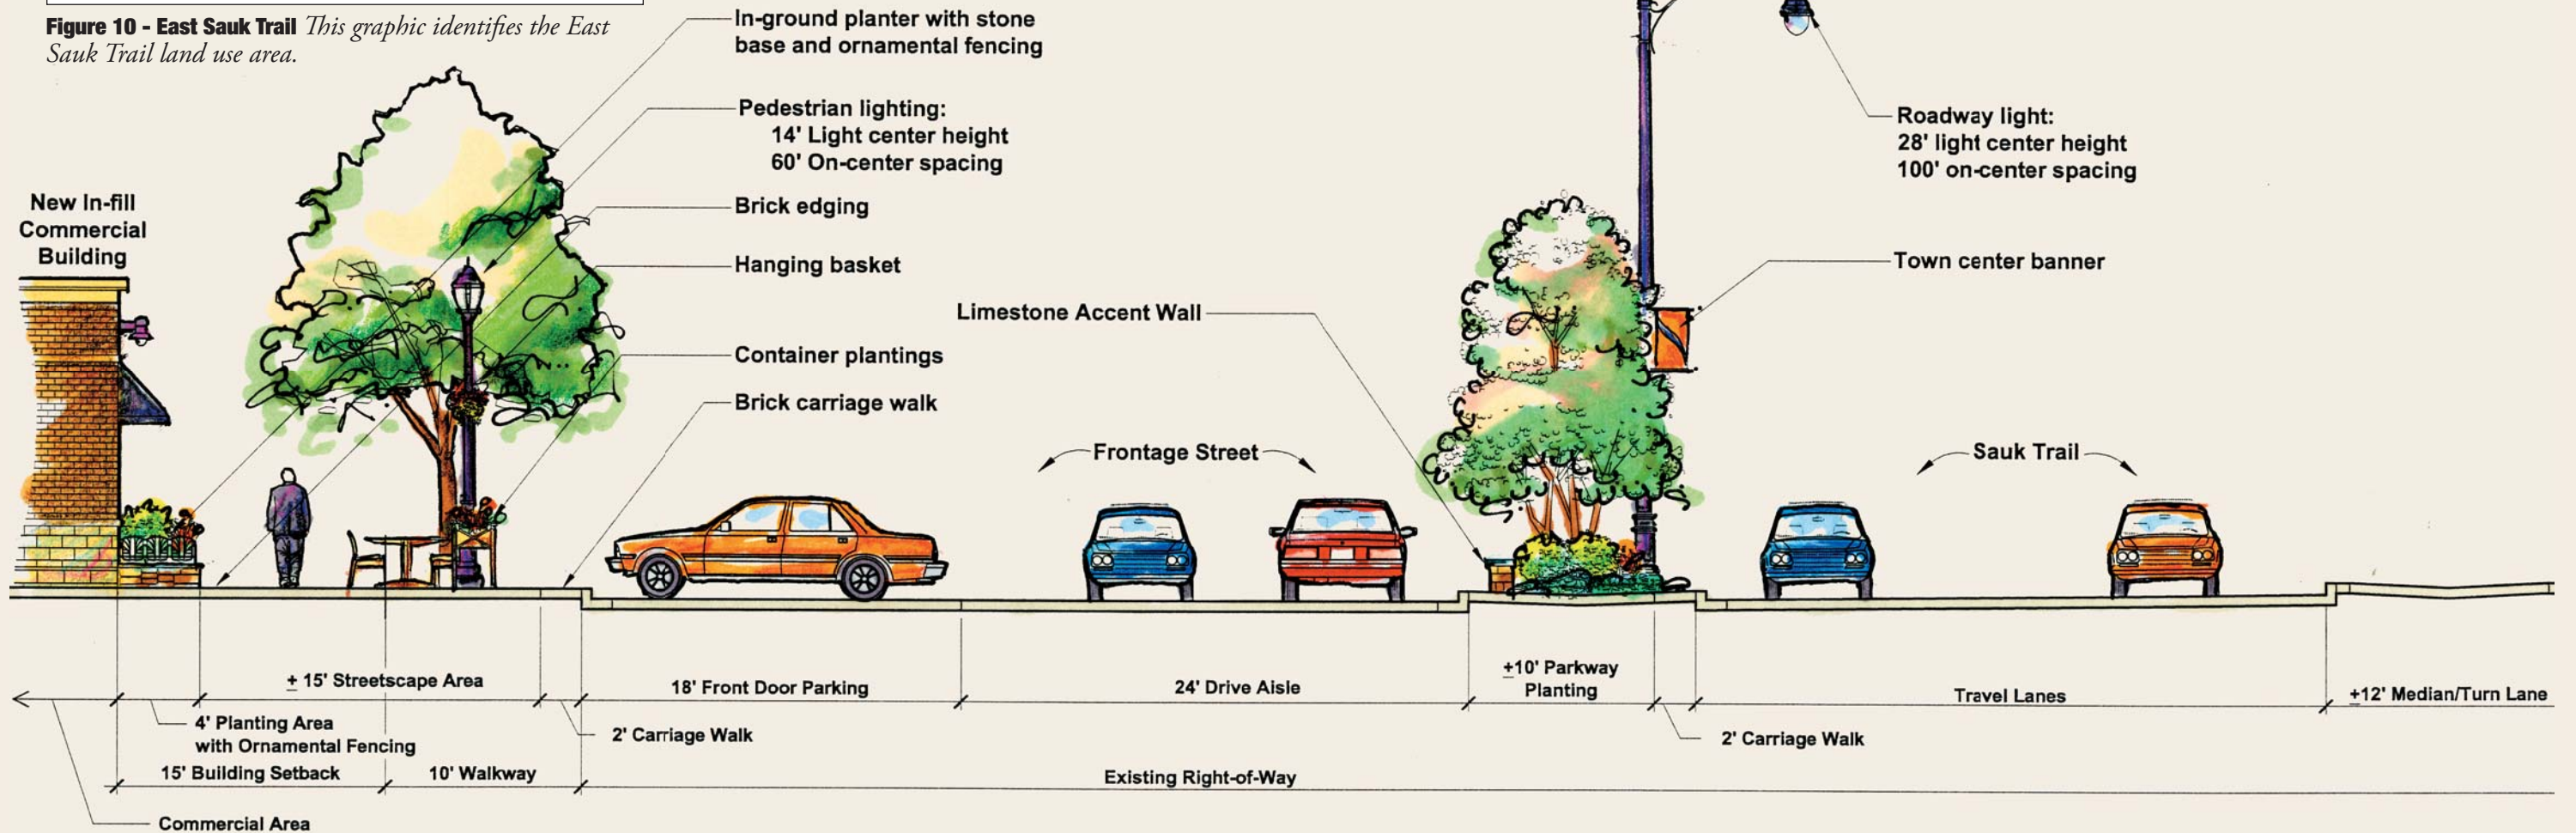 Figure 10 - East Sauk Trail This graphic identifies the East
Sauk Trail land use area.
In-ground planter with stone
base and ornamental fencing
Pedestrian lighting:
14' Light center height
60' On-center spacing
Brick edging
Hanging basket
Container plantings
Brick carriage walk
New In-fill
Commercial
Building
Limestone Accent Wall
Frontage Street
Roadway light:
28' light center height
100' on-center spacing
Town center banner
Sauk Trail
± 15' Streetscape Area
18' Front Door Parking
24' Drive Aisle
±10' Parkway
Planting
Travel Lanes
±12' Median/Turn Lane
4' Planting Area
with Ornamental Fencing
2' Carriage Walk
2' Carriage Walk
15' Building Setback
10' Walkway
Existing Right-of-Way
Commercial Area